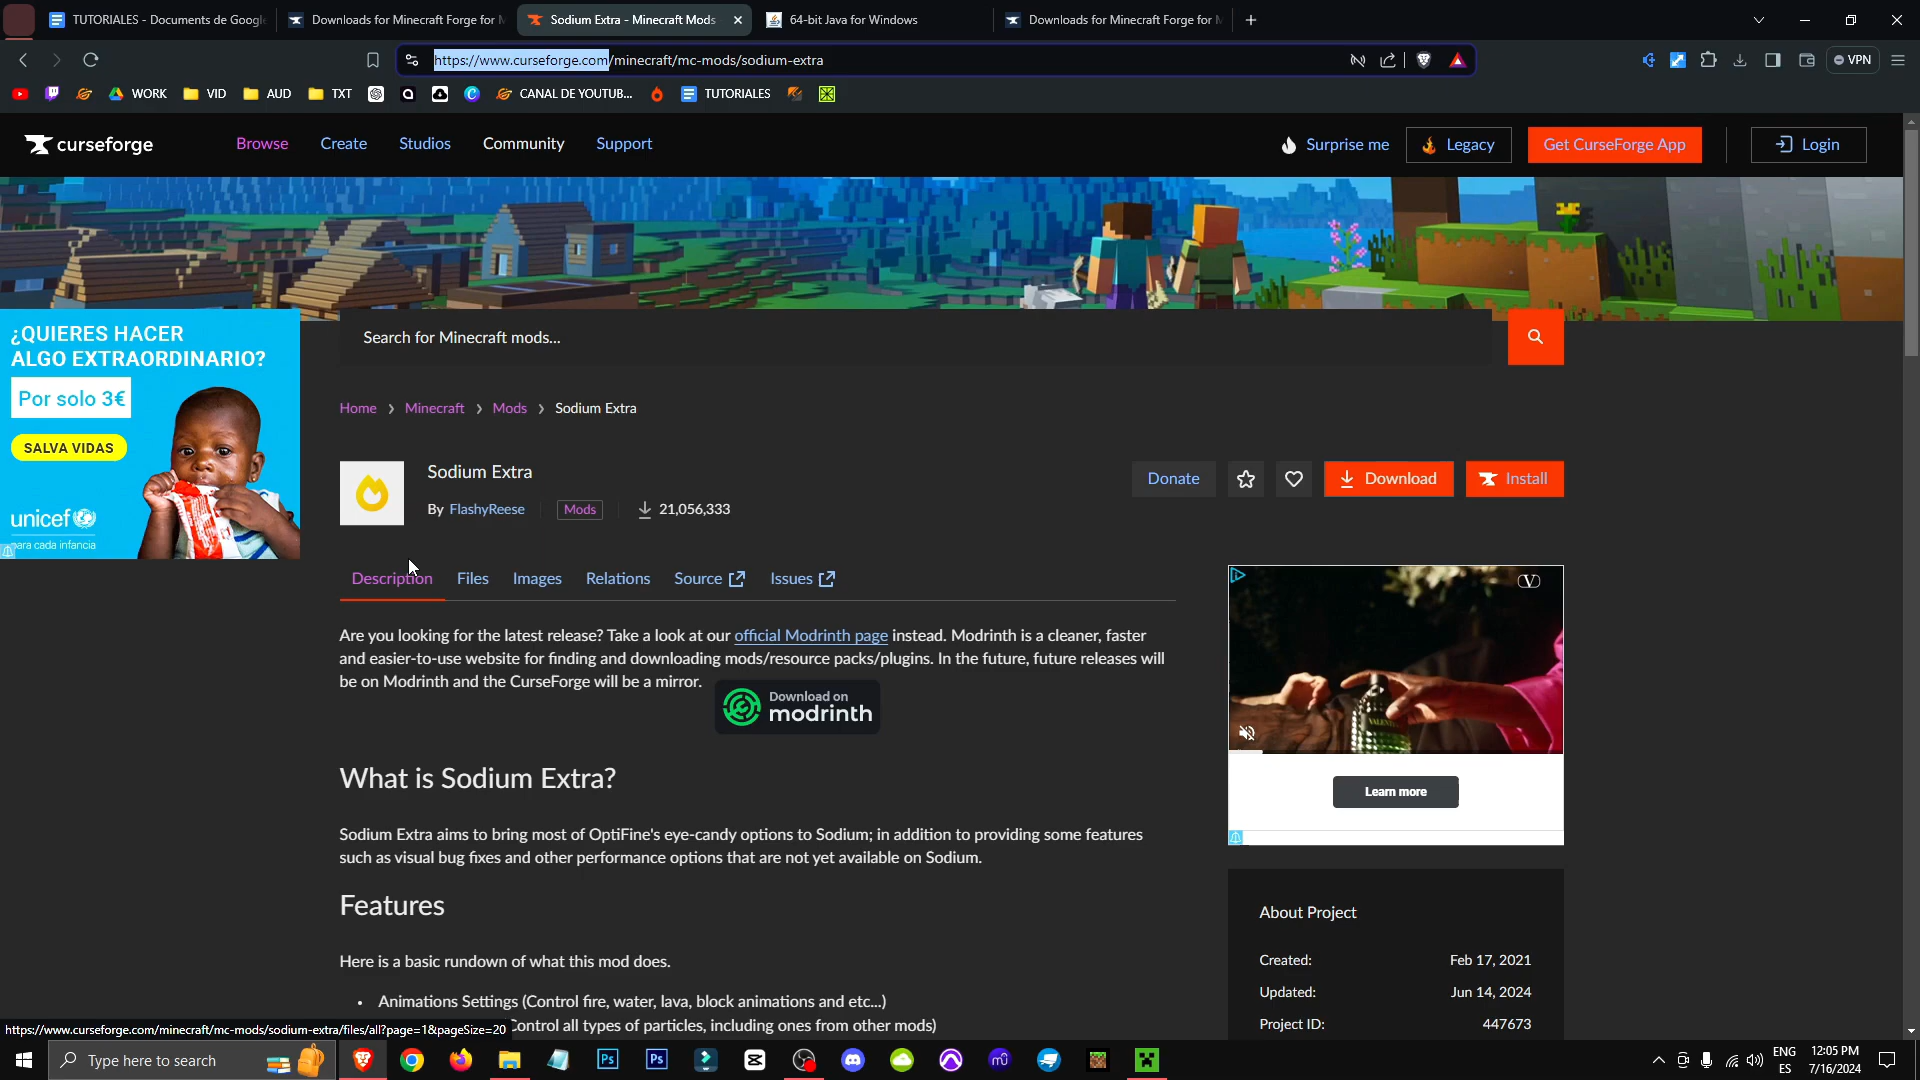 TUTORIALES - Documents de Google
Downloads for Minecraft Forge for M
Sodium Extra - Minecraft Mods
64-bit Java for Windows
Downloads for Minecraft Forge for M
https://www.curseforge.com/minecraft/mc-mods/sodium-extra
VPN
WORK
VID
AUD
TXT
CANAL DE YOUTUB...
TUTORIALES
curseforge
Browse
Create
Studios
Community
Support
Surprise me
Legacy
Get CurseForge App
Login
¿QUIERES HACER
ALGO EXTRAORDINARIO?
Por solo 3€
SALVA VIDAS
unicef
para cada infancia
Search for Minecraft mods...
Home > Minecraft > Mods > Sodium Extra
Sodium Extra
By FlashyReese
Mods
21,056,333
Donate
Download
Install
Description
Files
Images
Relations
Source
Issues
Are you looking for the latest release? Take a look at our official Modrinth page instead. Modrinth is a cleaner, faster
and easier-to-use website for finding and downloading mods/resource packs/plugins. In the future, future releases will
be on Modrinth and the CurseForge will be a mirror.
Download on
modrinth
What is Sodium Extra?
Sodium Extra aims to bring most of OptiFine's eye-candy options to Sodium; in addition to providing some features
such as visual bug fixes and other performance options that are not yet available on Sodium.
Features
Here is a basic rundown of what this mod does.
• Animations Settings (Control fire, water, lava, block animations and etc...)
Control all types of particles, including ones from other mods)
V
VALENTINO
Learn more
About Project
Created: Feb 17, 2021
Updated: Jun 14, 2024
Project ID: 447673
https://www.curseforge.com/minecraft/mc-mods/sodium-extra/files/all?page=1&pageSize=20
Type here to search
Ps
Ps
ENG
ES
12:05 PM
7/16/2024